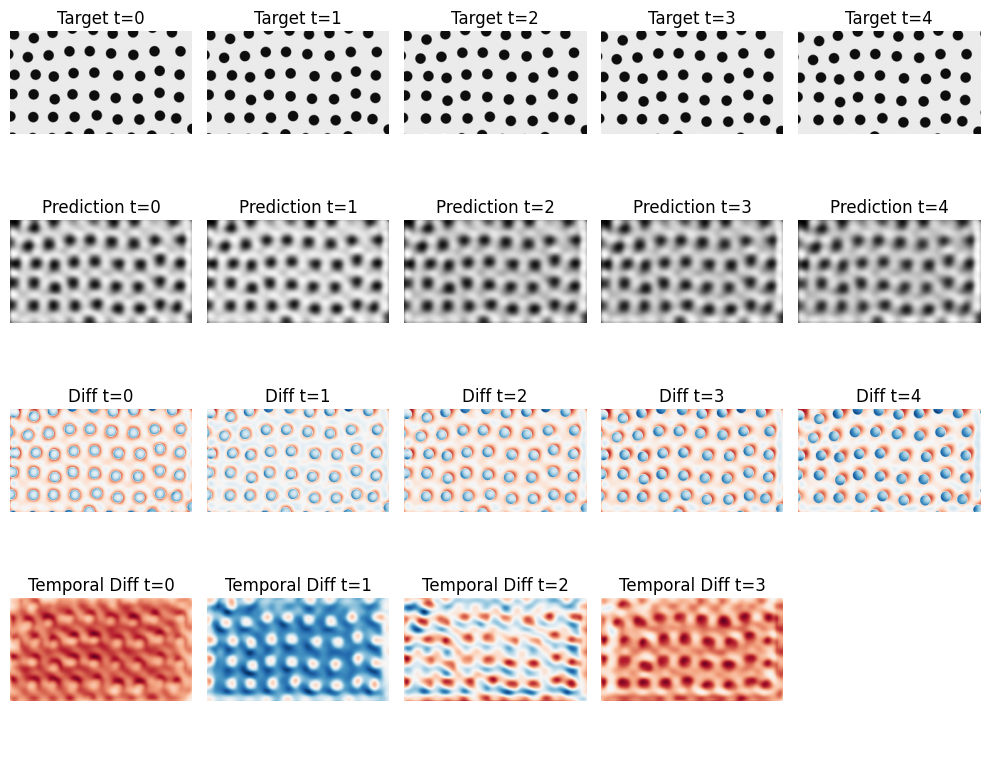 Target t=0 Target t=1 Target t=2 Target t=3 Target t=4
Prediction t=0 Prediction t=1 Prediction t=2 Prediction t=3 Prediction t=4
Diff t=0 Diff t=1 Diff t=2 Diff t=3 Diff t=4
Temporal Diff t=0 Temporal Diff t=1 Temporal Diff t=2 Temporal Diff t=3